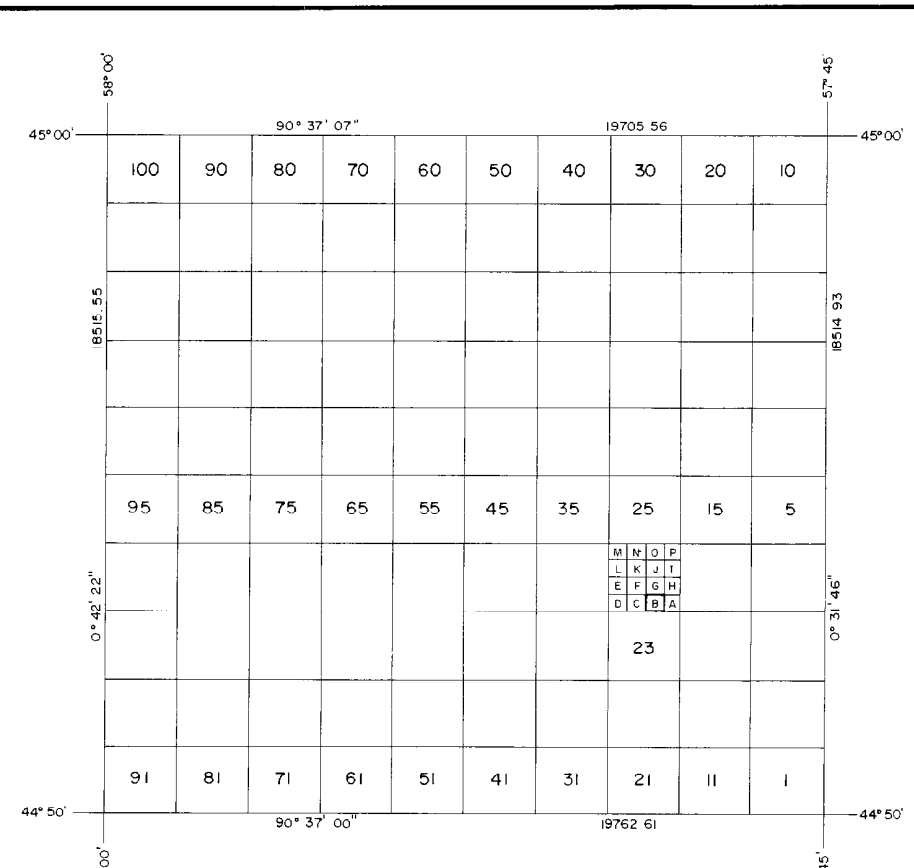 58° 00'
57° 45'
45° 00'
90° 37' 07"
19705 56
45° 00'
100 90 80 70 60 50 40 30 20 10
18515.55
18514 93
95 85 75 65 55 45 35 25 15 5
M N O P
L K J I
E F G H
D C B A
0° 42' 22"
0° 31' 46"
23
91 81 71 61 51 41 31 21 11 1
44° 50'
90° 37' 00"
19762 61
44° 50'
00'
45'